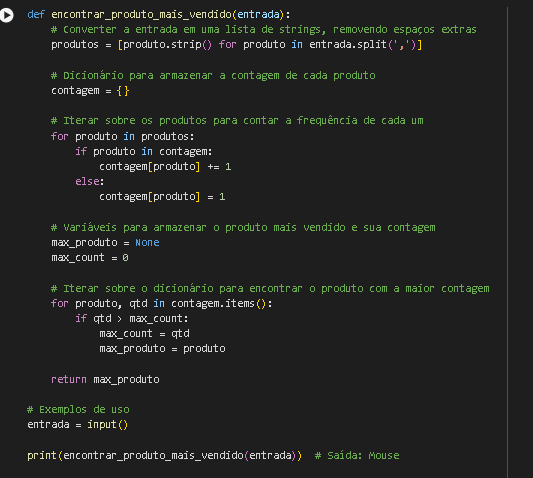 def encontrar_produto_mais_vendido(entrada):
    # Converter a entrada em uma lista de strings, removendo espaços extras
    produtos = [produto.strip() for produto in entrada.split(',')]

    # Dicionário para armazenar a contagem de cada produto
    contagem = {}

    # Iterar sobre os produtos para contar a frequência de cada um
    for produto in produtos:
        if produto in contagem:
            contagem[produto] += 1
        else:
            contagem[produto] = 1

    # Variáveis para armazenar o produto mais vendido e sua contagem
    max_produto = None
    max_count = 0

    # Iterar sobre o dicionário para encontrar o produto com a maior contagem
    for produto, qtd in contagem.items():
        if qtd > max_count:
            max_count = qtd
            max_produto = produto

    return max_produto

# Exemplos de uso
entrada = input()

print(encontrar_produto_mais_vendido(entrada))  # Saída: Mouse